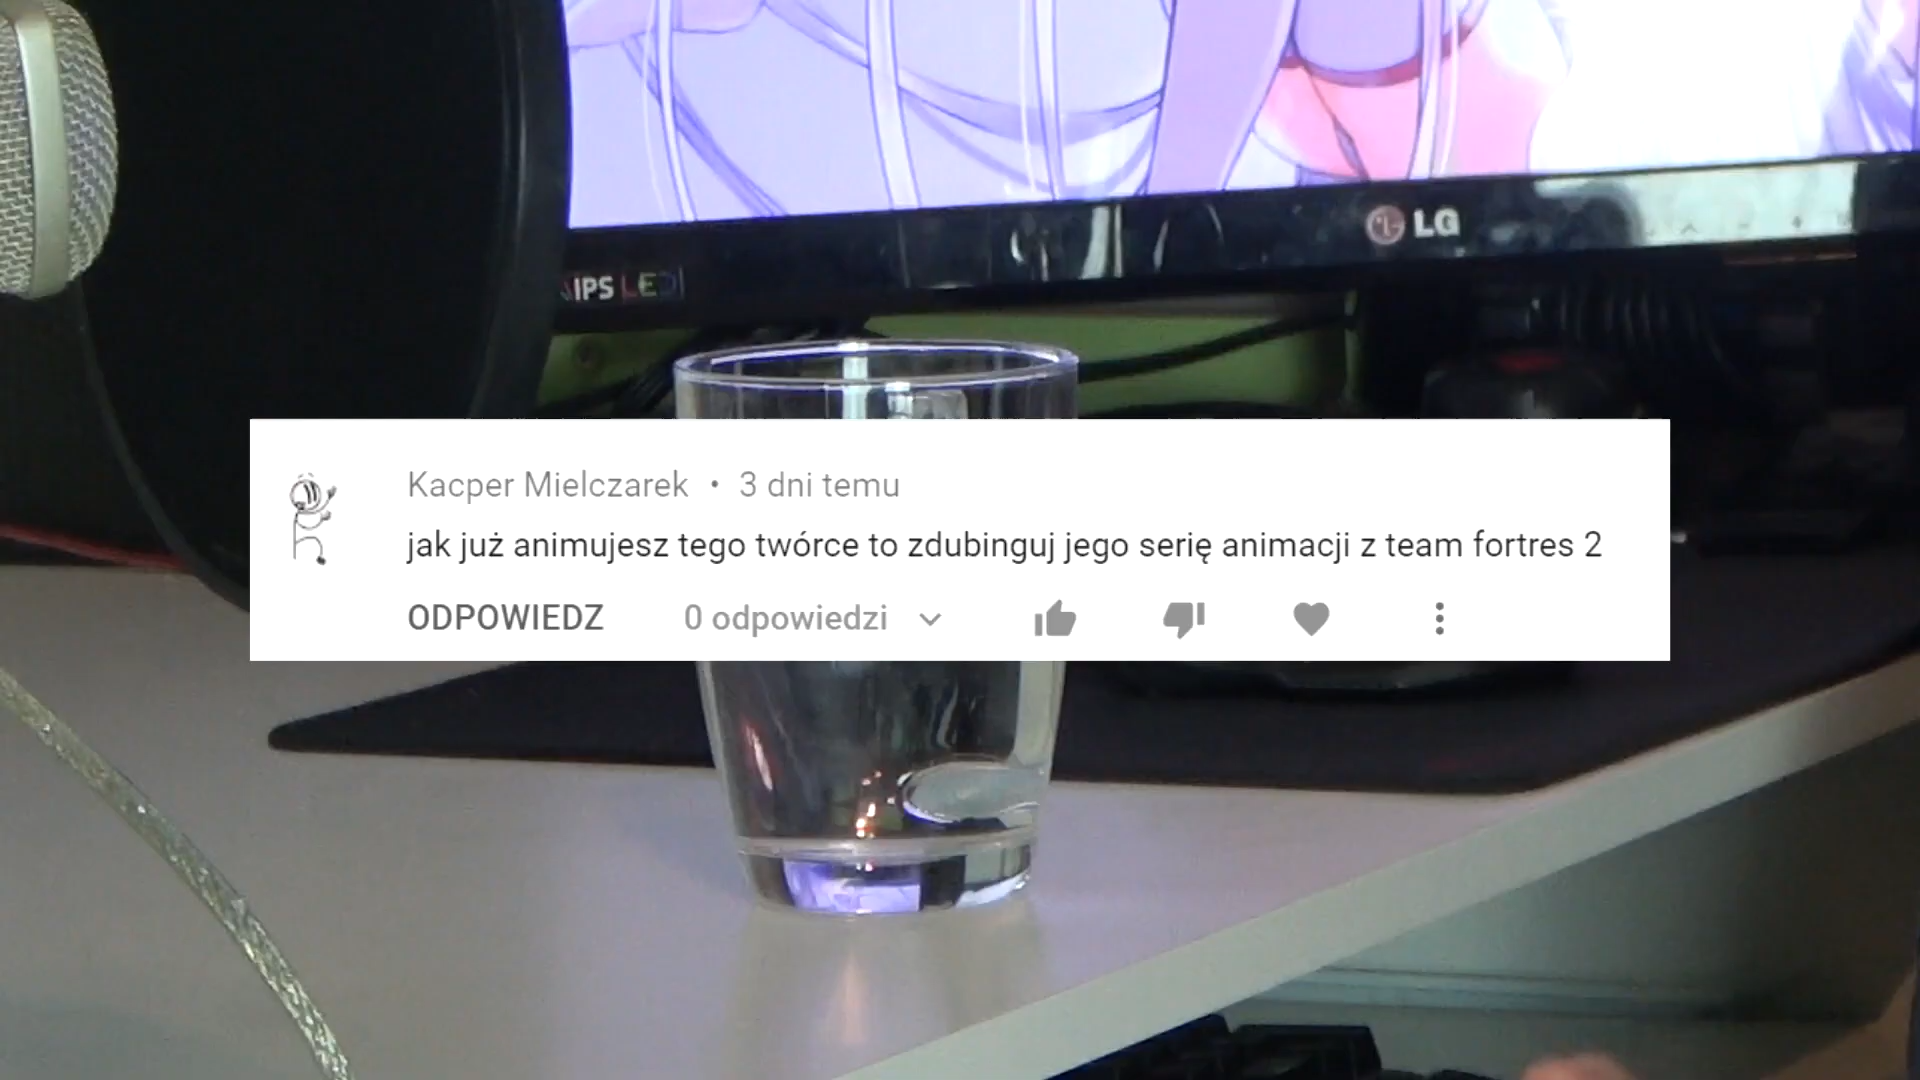 LG
IPS LED
Kacper Mielczarek • 3 dni temu
jak już animujesz tego twórce to zdubinguj jego serię animacji z team fortres 2
ODPOWIEDZ 0 odpowiedzi